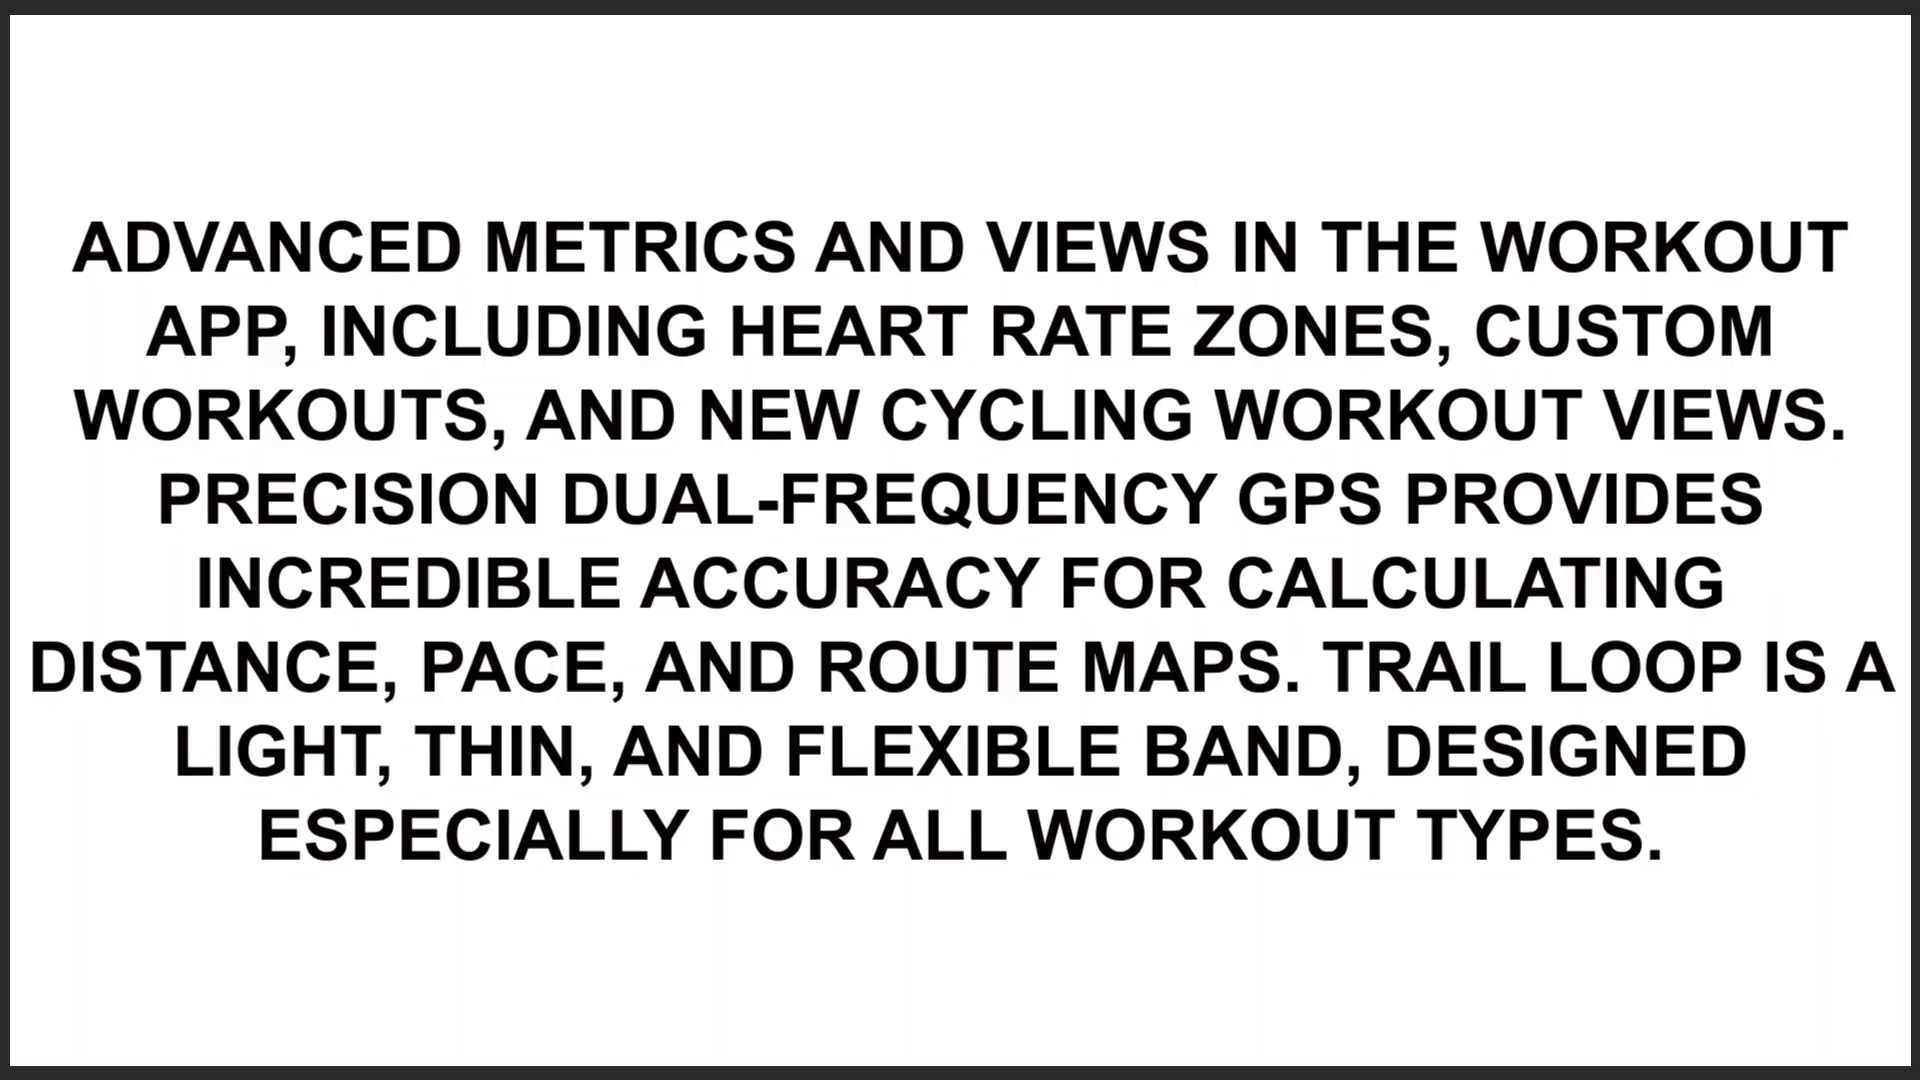 ADVANCED METRICS AND VIEWS IN THE WORKOUT
APP, INCLUDING HEART RATE ZONES, CUSTOM
WORKOUTS, AND NEW CYCLING WORKOUT VIEWS.
PRECISION DUAL-FREQUENCY GPS PROVIDES
INCREDIBLE ACCURACY FOR CALCULATING
DISTANCE, PACE, AND ROUTE MAPS. TRAIL LOOP IS A
LIGHT, THIN, AND FLEXIBLE BAND, DESIGNED
ESPECIALLY FOR ALL WORKOUT TYPES.